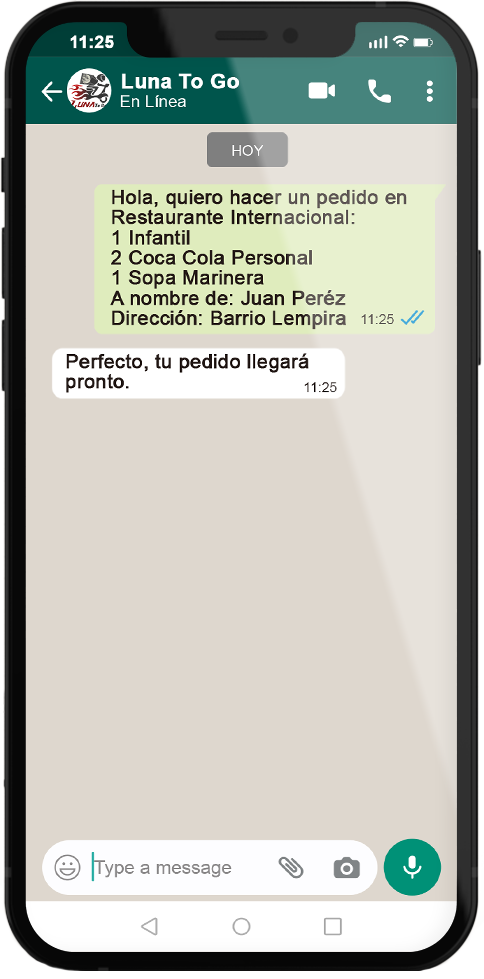 11:25
Luna To Go
En Línea
LUNA
HOY
Hola, quiero hacer un pedido en
Restaurante Internacional:
1 Infantil
2 Coca Cola Personal
1 Sopa Marinera
A nombre de: Juan Peréz
Dirección: Barrio Lempira 11:25
Perfecto, tu pedido llegará
pronto.
11:25
Type a message